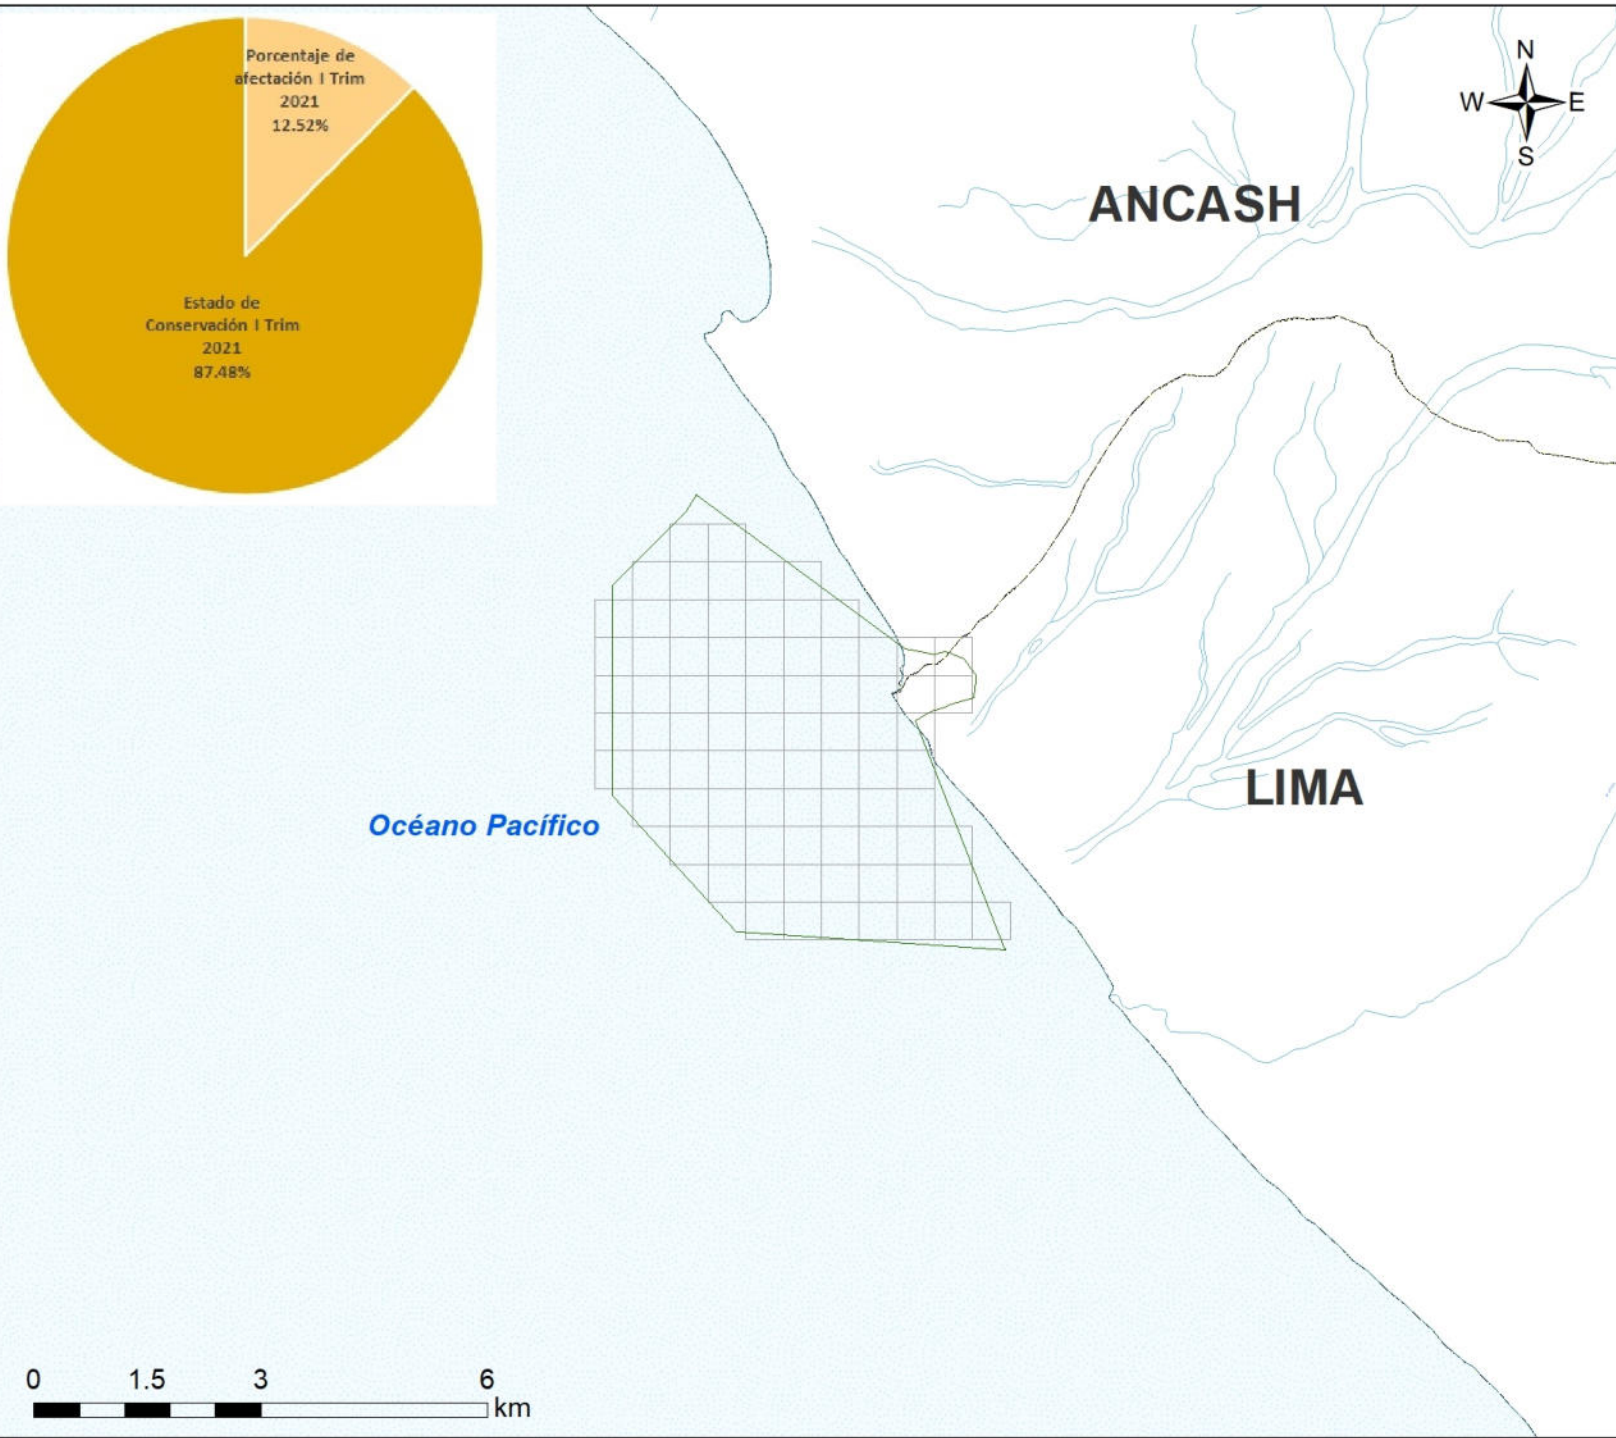 Porcentaje de
afectación I Trim
2021
12.52%
Estado de
Conservación I Trim
2021
87.48%
N
W E
S
ANCASH
LIMA
Océano Pacífico
0 1.5 3 6
km